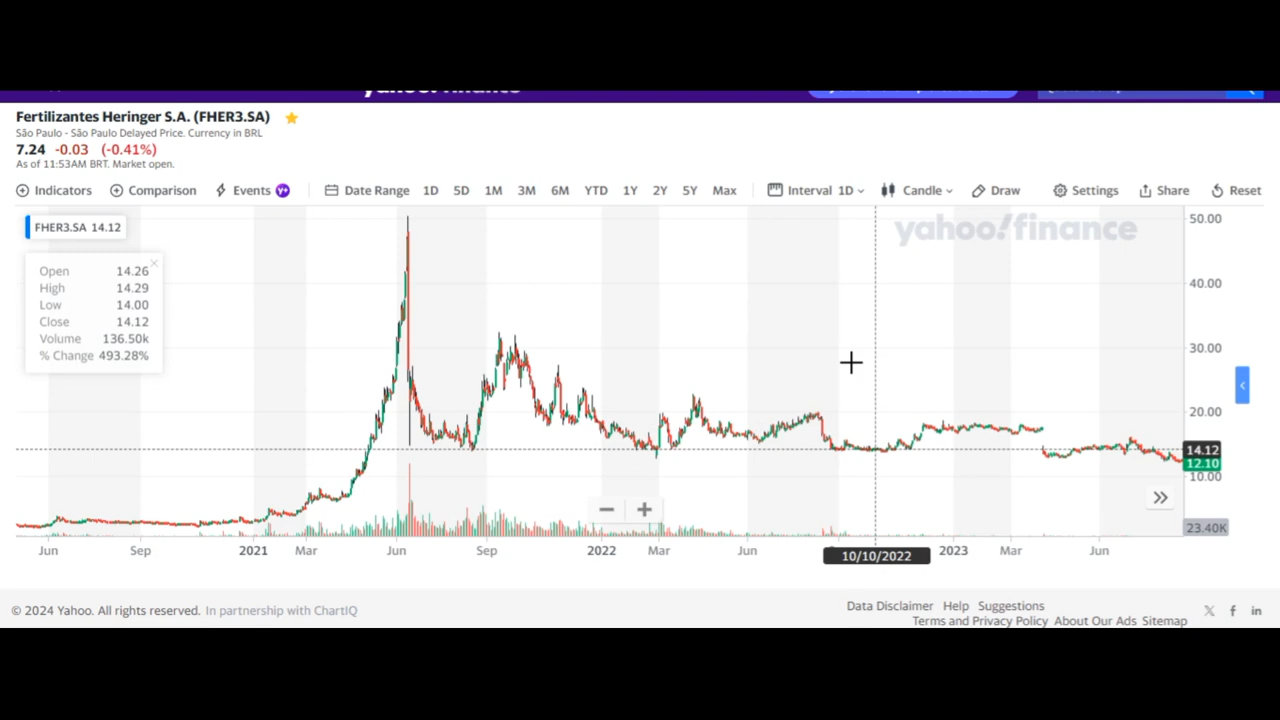 Fertilizantes Heringer S.A. (FHER3.SA)
São Paulo - São Paulo Delayed Price. Currency in BRL
7.24 -0.03 (-0.41%)
As of 11:53AM BRT. Market open.
Indicators Comparison Events Y+ Date Range 1D 5D 1M 3M 6M YTD 1Y 2Y 5Y Max Interval 1D Candle Draw Settings Share Reset
FHER3.SA 14.12
yahoo!finance
Open 14.26
High 14.29
Low 14.00
Close 14.12
Volume 136.50k
% Change 493.28%
50.00
40.00
30.00
20.00
14.12
12.10
10.00
23.40K
Jun Sep 2021 Mar Jun Sep 2022 Mar Jun 10/10/2022 2023 Mar Jun
© 2024 Yahoo. All rights reserved. In partnership with ChartIQ
Data Disclaimer Help Suggestions
Terms and Privacy Policy About Our Ads Sitemap